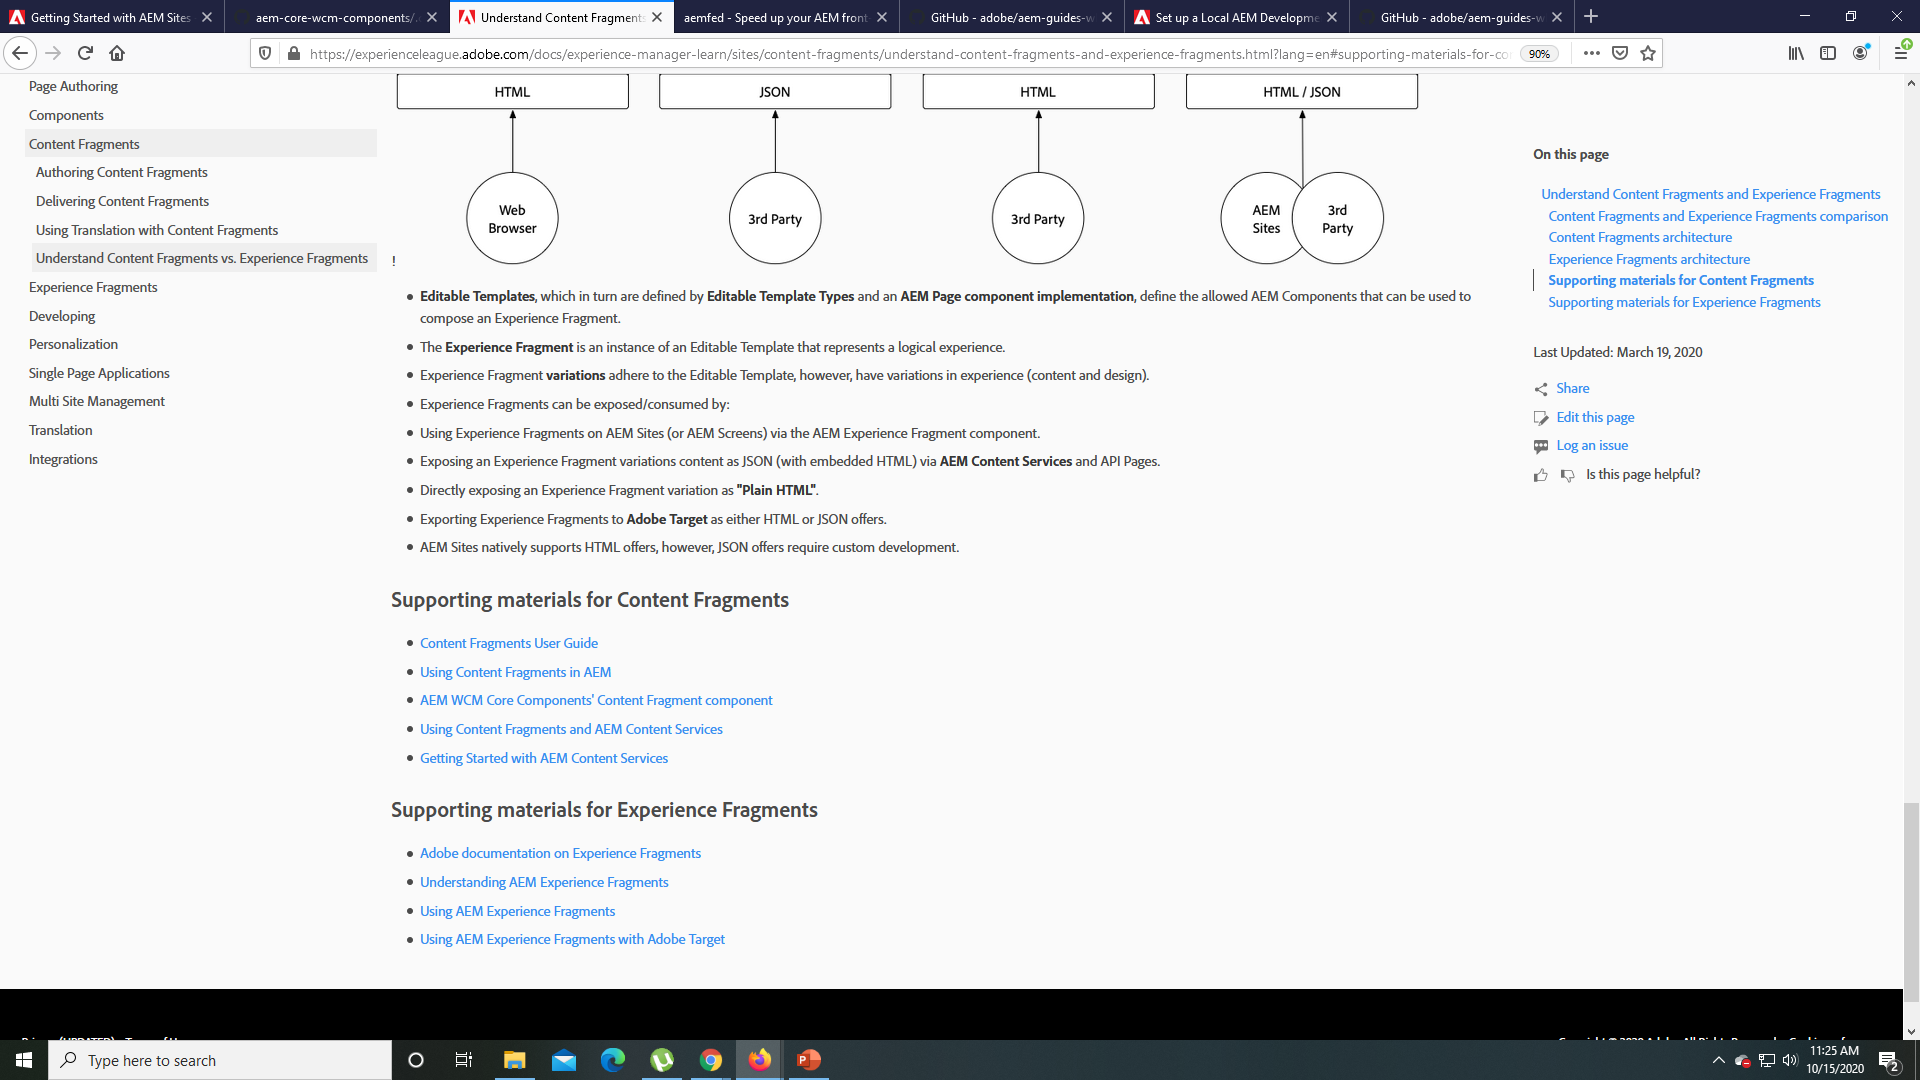 Getting Started with AEM Sites
aem-core-wcm-components/.
Understand Content Fragments
aemfed - Speed up your AEM front
GitHub - adobe/aem-guides-w
Set up a Local AEM Developme
GitHub - adobe/aem-guides-w
https://experienceleague.adobe.com/docs/experience-manager-learn/sites/content-fragments/understand-content-fragments-and-experience-fragments.html?lang=en#supporting-materials-for-co
90%
Page Authoring
Components
Content Fragments
Authoring Content Fragments
Delivering Content Fragments
Using Translation with Content Fragments
Understand Content Fragments vs. Experience Fragments
Experience Fragments
Developing
Personalization
Single Page Applications
Multi Site Management
Translation
Integrations
HTML
JSON
HTML
HTML / JSON
Web
Browser
3rd Party
3rd Party
AEM
Sites
3rd
Party
!
• Editable Templates, which in turn are defined by Editable Template Types and an AEM Page component implementation, define the allowed AEM Components that can be used to
compose an Experience Fragment.
• The Experience Fragment is an instance of an Editable Template that represents a logical experience.
• Experience Fragment variations adhere to the Editable Template, however, have variations in experience (content and design).
• Experience Fragments can be exposed/consumed by:
• Using Experience Fragments on AEM Sites (or AEM Screens) via the AEM Experience Fragment component.
• Exposing an Experience Fragment variations content as JSON (with embedded HTML) via AEM Content Services and API Pages.
• Directly exposing an Experience Fragment variation as "Plain HTML".
• Exporting Experience Fragments to Adobe Target as either HTML or JSON offers.
• AEM Sites natively supports HTML offers, however, JSON offers require custom development.
Supporting materials for Content Fragments
• Content Fragments User Guide
• Using Content Fragments in AEM
• AEM WCM Core Components' Content Fragment component
• Using Content Fragments and AEM Content Services
• Getting Started with AEM Content Services
Supporting materials for Experience Fragments
• Adobe documentation on Experience Fragments
• Understanding AEM Experience Fragments
• Using AEM Experience Fragments
• Using AEM Experience Fragments with Adobe Target
On this page
Understand Content Fragments and Experience Fragments
Content Fragments and Experience Fragments comparison
Content Fragments architecture
Experience Fragments architecture
Supporting materials for Content Fragments
Supporting materials for Experience Fragments
Last Updated: March 19, 2020
Share
Edit this page
Log an issue
Is this page helpful?
Type here to search
11:25 AM
10/15/2020
2